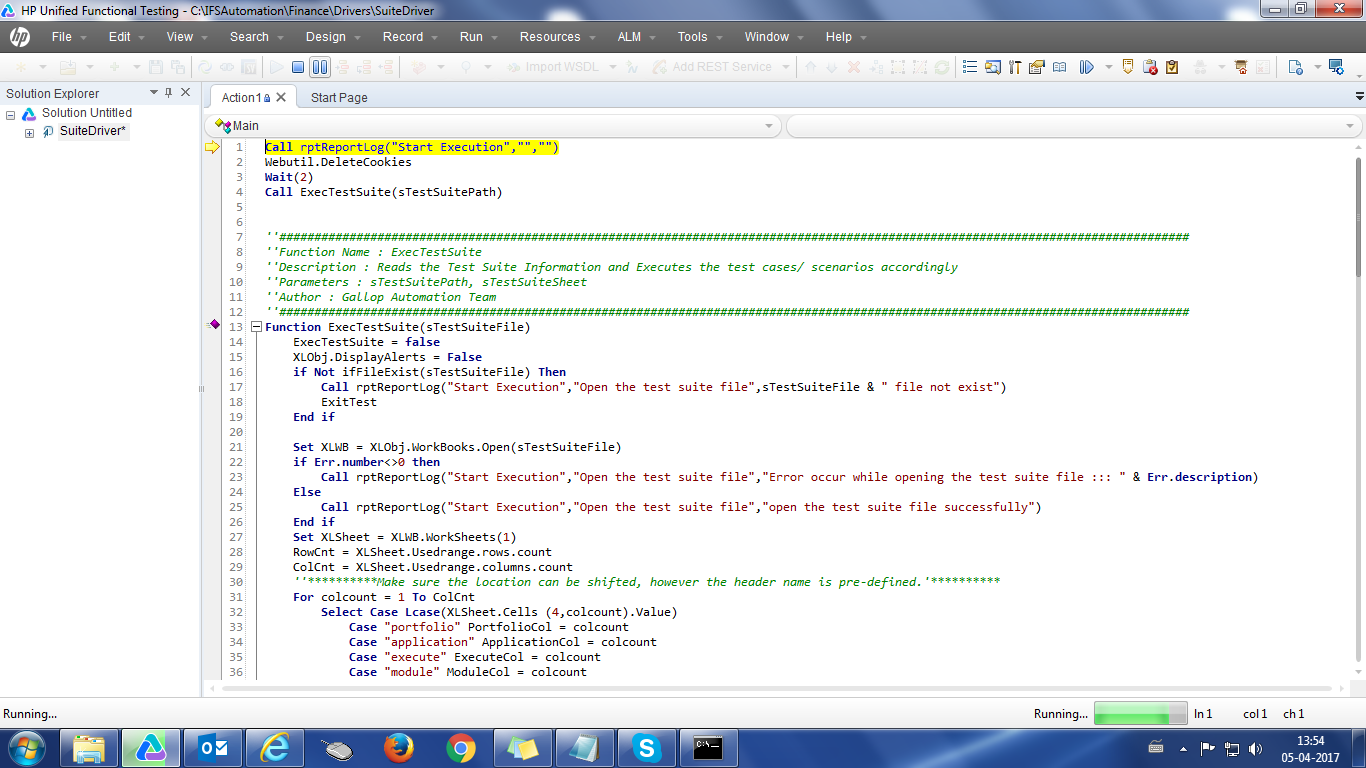 HP Unified Functional Testing - C:\IFSAutomation\Finance\Drivers\SuiteDriver
hp File Edit View Search Design Record Run Resources ALM Tools Window Help
Import WSDL Add REST Service
Solution Explorer
Solution Untitled
SuiteDriver*
Action1 Start Page
Main
1 Call rptReportLog("Start Execution","","")
2 Webutil.DeleteCookies
3 Wait(2)
4 Call ExecTestSuite(sTestSuitePath)
5
6
7 ''##################################################################################################################################
8 ''Function Name : ExecTestSuite
9 ''Description : Reads the Test Suite Information and Executes the test cases/ scenarios accordingly
10 ''Parameters : sTestSuitePath, sTestSuiteSheet
11 ''Author : Gallop Automation Team
12 ''##################################################################################################################################
13 Function ExecTestSuite(sTestSuiteFile)
14 ExecTestSuite = false
15 XLObj.DisplayAlerts = False
16 if Not ifFileExist(sTestSuiteFile) Then
17 Call rptReportLog("Start Execution","Open the test suite file",sTestSuiteFile & " file not exist")
18 ExitTest
19 End if
20
21 Set XLWB = XLObj.WorkBooks.Open(sTestSuiteFile)
22 if Err.number<>0 then
23 Call rptReportLog("Start Execution","Open the test suite file","Error occur while opening the test suite file ::: " & Err.description)
24 Else
25 Call rptReportLog("Start Execution","Open the test suite file","open the test suite file successfully")
26 End if
27 Set XLSheet = XLWB.WorkSheets(1)
28 RowCnt = XLSheet.Usedrange.rows.count
29 ColCnt = XLSheet.Usedrange.columns.count
30 ''**********Make sure the location can be shifted, however the header name is pre-defined.'**********
31 For colcount = 1 To ColCnt
32 Select Case Lcase(XLSheet.Cells (4,colcount).Value)
33 Case "portfolio" PortfolioCol = colcount
34 Case "application" ApplicationCol = colcount
35 Case "execute" ExecuteCol = colcount
36 Case "module" ModuleCol = colcount
Running... Running... ln 1 col 1 ch 1
13:54
05-04-2017